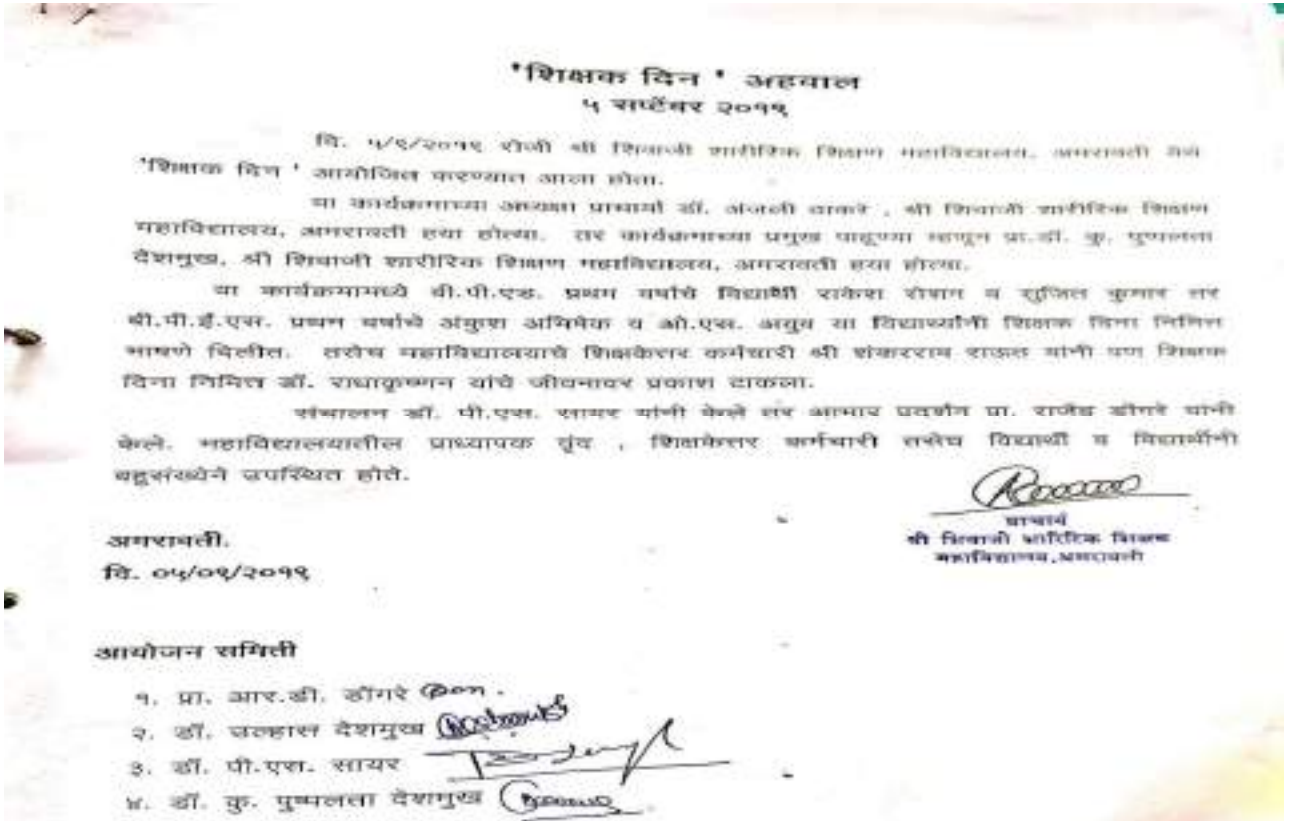 'शिक्षक दिन ' अहवाल
५ सप्टेंबर २०१९
दि. ५/९/२०१९ रोजी श्री शिवाजी शारीरिक शिक्षण महाविद्यालय, अमरावती येथे
'शिक्षक दिन ' आयोजित करण्यात आला होता.
या कार्यक्रमाच्या अध्यक्षा प्राचार्या डॉ. अंजली ठाकरे , श्री शिवाजी शारीरिक शिक्षण
महाविद्यालय, अमरावती हया होत्या. तर कार्यक्रमाच्या प्रमुख पाहूण्या म्हणून प्रा.डॉ. कु. पुष्पलता
देशमुख, श्री शिवाजी शारीरिक शिक्षण महाविद्यालय, अमरावती हया होत्या.
या कार्यक्रमामध्ये बी.पी.एड. प्रथम वर्षाचे विद्यार्थी राकेश रोशन व सुजित कुमार तर
बी.पी.ई.एस. प्रथम वर्षाचे अंकुश अभिषेक व ओ.एस. अयुब या विद्यार्थ्यांनी शिक्षक दिना निमित्त
भाषणे दिलीत. तसेच महाविद्यालयाचे शिक्षकेत्तर कर्मचारी श्री शंकरराव राऊत यांनी पण शिक्षक
दिना निमित्त डॉ. राधाकृष्णन यांचे जीवनावर प्रकाश टाकला.
संचालन डॉ. पी.एस. सायर यांनी केले तर आभार प्रदर्शन प्रा. राजेंद्र डोंगरे यांनी
केले. महाविद्यालयातील प्राध्यापक वृंद , शिक्षकेत्तर कर्मचारी तसेच विद्यार्थी व विद्यार्थीनी
बहूसंख्येने उपस्थित होते.
प्राचार्य
श्री शिवाजी शारिरिक शिक्षण
महाविद्यालय,अमरावती
अमरावती.
दि. ०५/०९/२०१९
आयोजन समिती
१. प्रा. आर.डी. डोंगरे
२. डॉ. उल्हास देशमुख
३. डॉ. पी.एस. सायर
४. डॉ. कु. पुष्पलता देशमुख